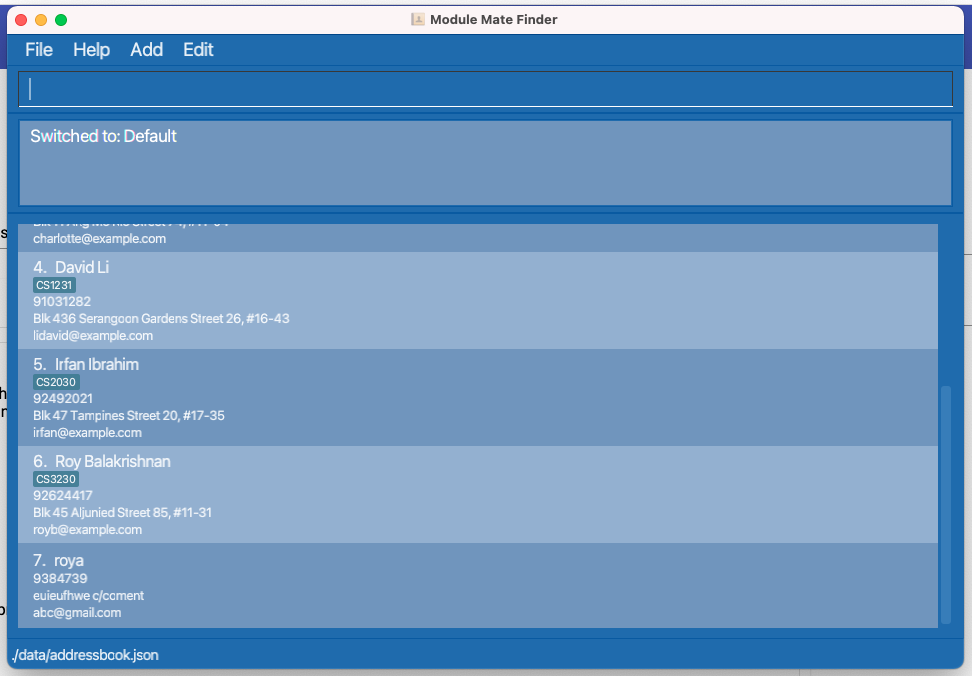 Module Mate Finder
File Help Add Edit
Switched to: Default
charlotte@example.com
4. David Li
CS1231
91031282
Blk 436 Serangoon Gardens Street 26, #16-43
lidavid@example.com
5. Irfan Ibrahim
CS2030
92492021
Blk 47 Tampines Street 20, #17-35
irfan@example.com
6. Roy Balakrishnan
CS3230
92624417
Blk 45 Aljunied Street 85, #11-31
royb@example.com
7. roya
9384739
euieufhwe c/coment
abc@gmail.com
./data/addressbook.json